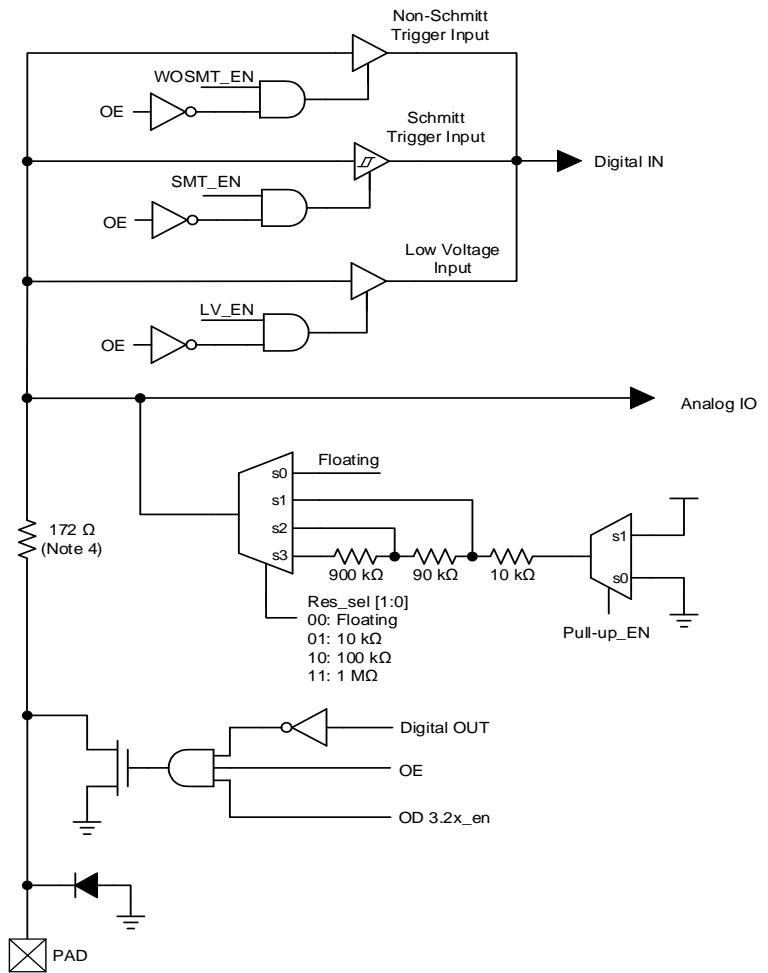 Non-Schmitt
Trigger Input
WOSMT_EN
OE
Schmitt
Trigger Input
Digital IN
SMT_EN
OE
Low Voltage
Input
LV_EN
OE
Analog IO
s0
Floating
s1
s2
s3
172 Ω
(Note 4)
900 kΩ
90 kΩ
10 kΩ
s1
s0
Res_sel [1:0]
00: Floating
01: 10 kΩ
10: 100 kΩ
11: 1 MΩ
Pull-up_EN
Digital OUT
OE
OD 3.2x_en
PAD